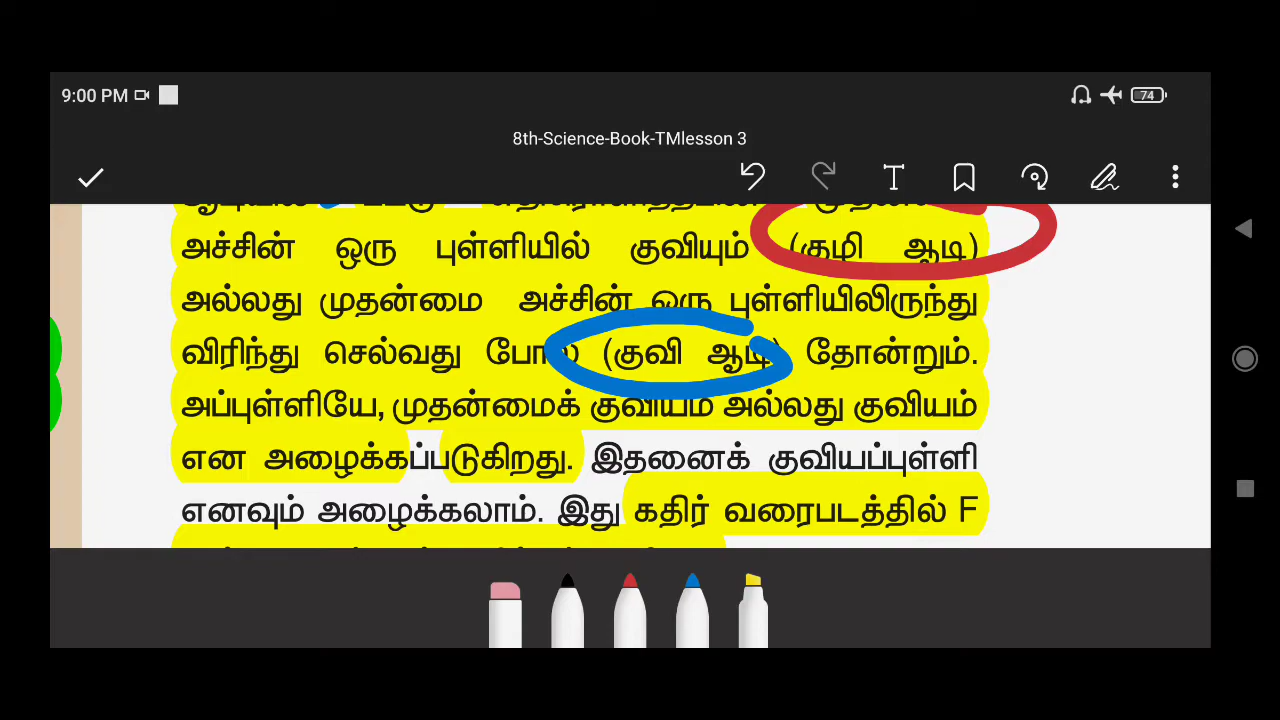 9:00 PM
74
8th-Science-Book-TMlesson 3
அச்சின் ஒரு புள்ளியில் குவியும் (குழி ஆடி)
அல்லது முதன்மை அச்சின் ஒரு புள்ளியிலிருந்து
விரிந்து செல்வது போல (குவி ஆடி) தோன்றும்.
அப்புள்ளியே, முதன்மைக் குவியம் அல்லது குவியம்
என அழைக்கப்படுகிறது. இதனைக் குவியப்புள்ளி
எனவும் அழைக்கலாம். இது கதிர் வரைபடத்தில் F